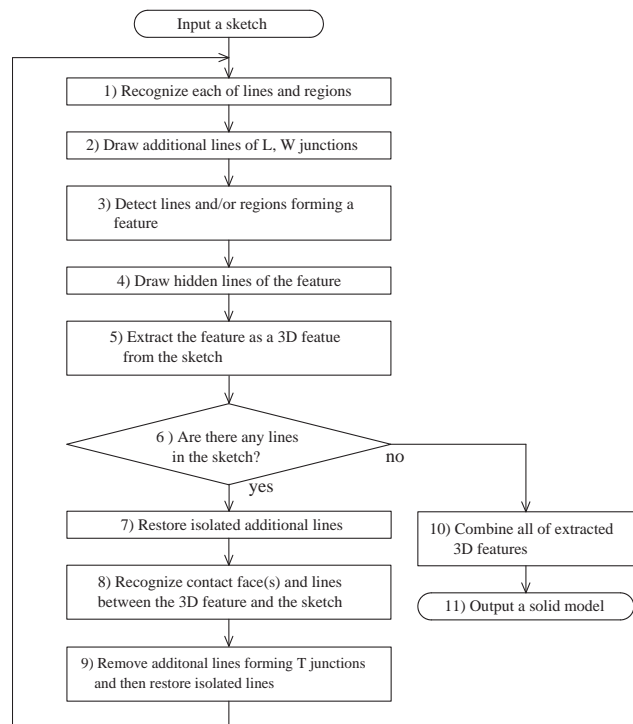 Input a sketch
1) Recognize each of lines and regions
2) Draw additional lines of L, W junctions
3) Detect lines and/or regions forming a
feature
4) Draw hidden lines of the feature
5) Extract the feature as a 3D featue
from the sketch
6 ) Are there any lines
in the sketch?
no
yes
7) Restore isolated additional lines
8) Recognize contact face(s) and lines
between the 3D feature and the sketch
9) Remove additonal lines forming T junctions
and then restore isolated lines
10) Combine all of extracted
3D features
11) Output a solid model